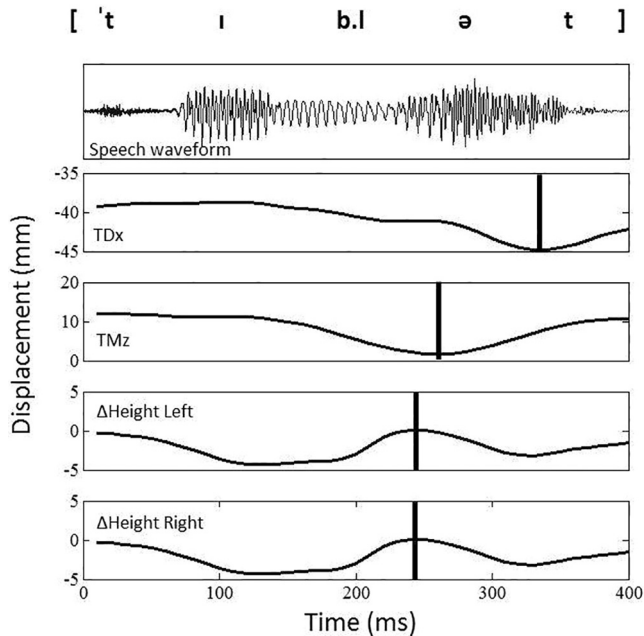 [ ˈt ɪ b.l ə t ]
Speech waveform
-35
-40
-45
TDx
20
10
0
TMz
5
0
-5
ΔHeight Left
5
0
-5
ΔHeight Right
0 100 200 300 400
Time (ms)
Displacement (mm)